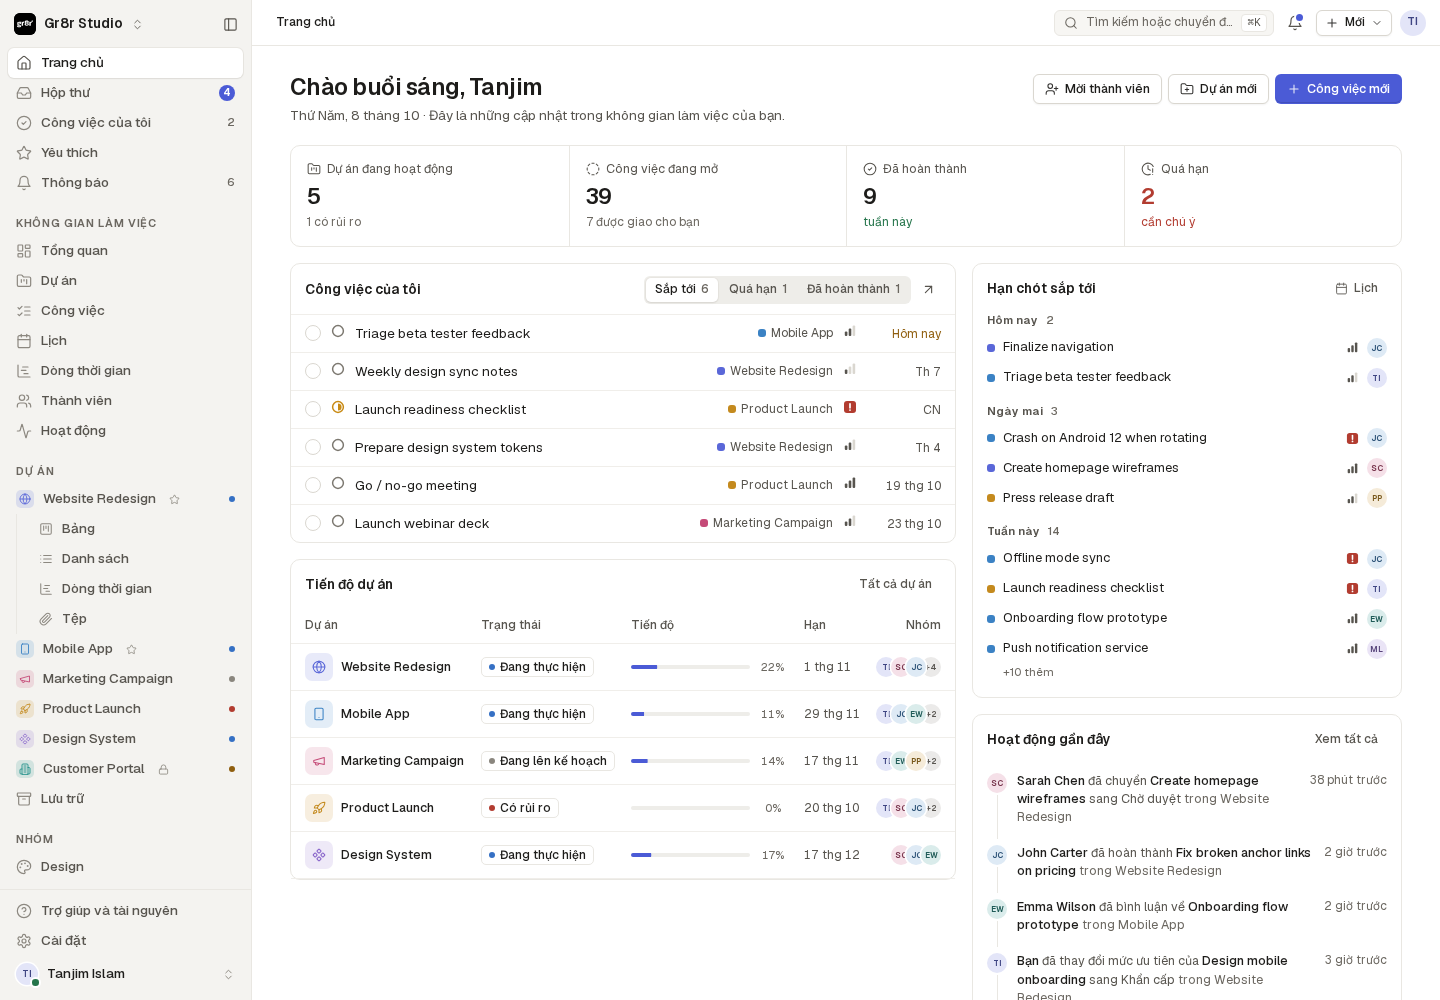 gr8r
Gr8r Studio
Trang chủ
Hộp thư
4
Công việc của tôi
2
Yêu thích
Thông báo
6
KHÔNG GIAN LÀM VIỆC
Tổng quan
Dự án
Công việc
Lịch
Dòng thời gian
Thành viên
Hoạt động
DỰ ÁN
Website Redesign
Bảng
Danh sách
Dòng thời gian
Tệp
Mobile App
Marketing Campaign
Product Launch
Design System
Customer Portal
Lưu trữ
NHÓM
Design
Trợ giúp và tài nguyên
Cài đặt
TI
Tanjim Islam
Trang chủ
Tìm kiếm hoặc chuyển đ...
⌘K
Mới
TI
Chào buổi sáng, Tanjim
Thứ Năm, 8 tháng 10 · Đây là những cập nhật trong không gian làm việc của bạn.
Mời thành viên
Dự án mới
Công việc mới
Dự án đang hoạt động
5
1 có rủi ro
Công việc đang mở
39
7 được giao cho bạn
Đã hoàn thành
9
tuần này
Quá hạn
2
cần chú ý
Công việc của tôi
Sắp tới 6
Quá hạn 1
Đã hoàn thành 1
Triage beta tester feedback Mobile App Hôm nay
Weekly design sync notes Website Redesign Th 7
Launch readiness checklist Product Launch CN
Prepare design system tokens Website Redesign Th 4
Go / no-go meeting Product Launch 19 thg 10
Launch webinar deck Marketing Campaign 23 thg 10
Tiến độ dự án
Tất cả dự án
Dự án Trạng thái Tiến độ Hạn Nhóm
Website Redesign Đang thực hiện 22% 1 thg 11 JC +4
Mobile App Đang thực hiện 11% 29 thg 11 EW +2
Marketing Campaign Đang lên kế hoạch 14% 17 thg 11 PP +2
Product Launch Có rủi ro 0% 20 thg 10 JC +2
Design System Đang thực hiện 17% 17 thg 12 EW
Hạn chót sắp tới
Lịch
Hôm nay 2
Finalize navigation JC
Triage beta tester feedback TI
Ngày mai 3
Crash on Android 12 when rotating JC
Create homepage wireframes SC
Press release draft PP
Tuần này 14
Offline mode sync JC
Launch readiness checklist TI
Onboarding flow prototype EW
Push notification service ML
+10 thêm
Hoạt động gần đây
Xem tất cả
SC
Sarah Chen đã chuyển Create homepage
wireframes sang Chờ duyệt trong Website
Redesign
38 phút trước
JC
John Carter đã hoàn thành Fix broken anchor links
on pricing trong Website Redesign
2 giờ trước
EW
Emma Wilson đã bình luận về Onboarding flow
prototype trong Mobile App
2 giờ trước
TI
Bạn đã thay đổi mức ưu tiên của Design mobile
onboarding sang Khẩn cấp trong Website
Redesign
3 giờ trước